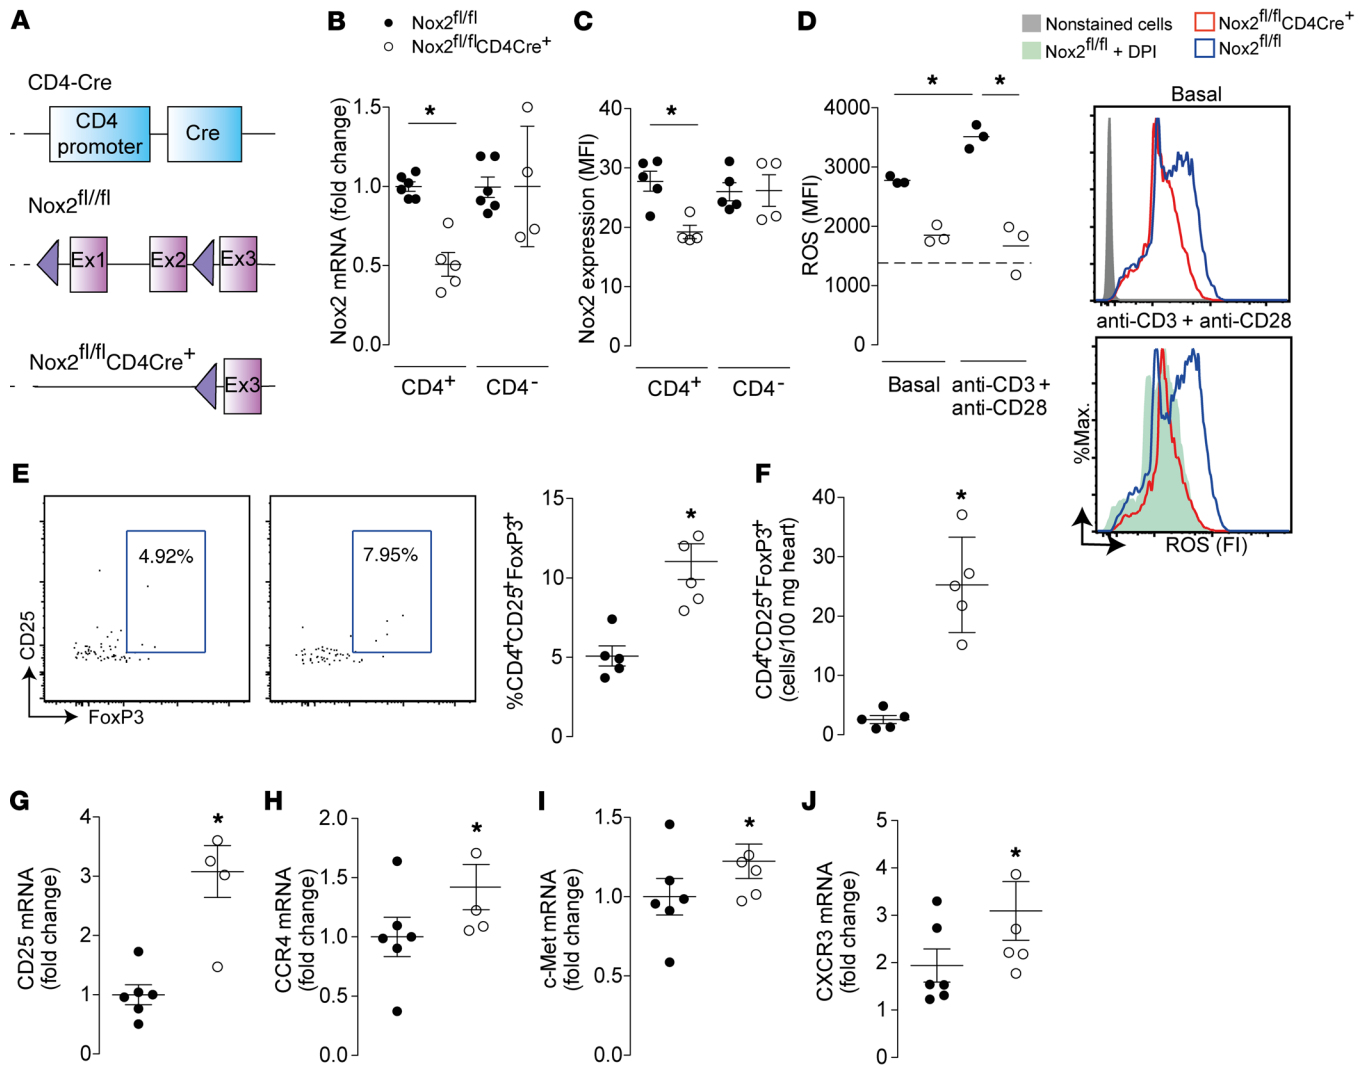 A
CD4-Cre
CD4
promoter
Cre
Nox2fl//fl
Ex1
Ex2
Ex3
Nox2fl/flCD4Cre+
Ex3
B
Nox2fl/fl
Nox2fl/flCD4Cre+
Nox2 mRNA (fold change)
1.5
1.0
0.5
0.0
*
CD4+
CD4-
C
Nox2 expression (MFI)
40
30
20
10
0
*
CD4+
CD4-
D
Nonstained cells
Nox2fl/fl + DPI
Nox2fl/flCD4Cre+
Nox2fl/fl
ROS (MFI)
4000
3000
2000
1000
0
*
*
Basal
anti-CD3 +
anti-CD28
Basal
anti-CD3 + anti-CD28
%Max.
ROS (FI)
E
4.92%
7.95%
CD25
FoxP3
%CD4+CD25+FoxP3+
15
10
5
0
*
F
CD4+CD25+FoxP3+
(cells/100 mg heart)
40
30
20
10
0
*
G
CD25 mRNA
(fold change)
4
3
2
1
0
*
H
CCR4 mRNA
(fold change)
2.0
1.5
1.0
0.5
0.0
*
I
c-Met mRNA
(fold change)
1.5
1.0
0.5
0.0
*
J
CXCR3 mRNA
(fold change)
5
4
3
2
1
0
*